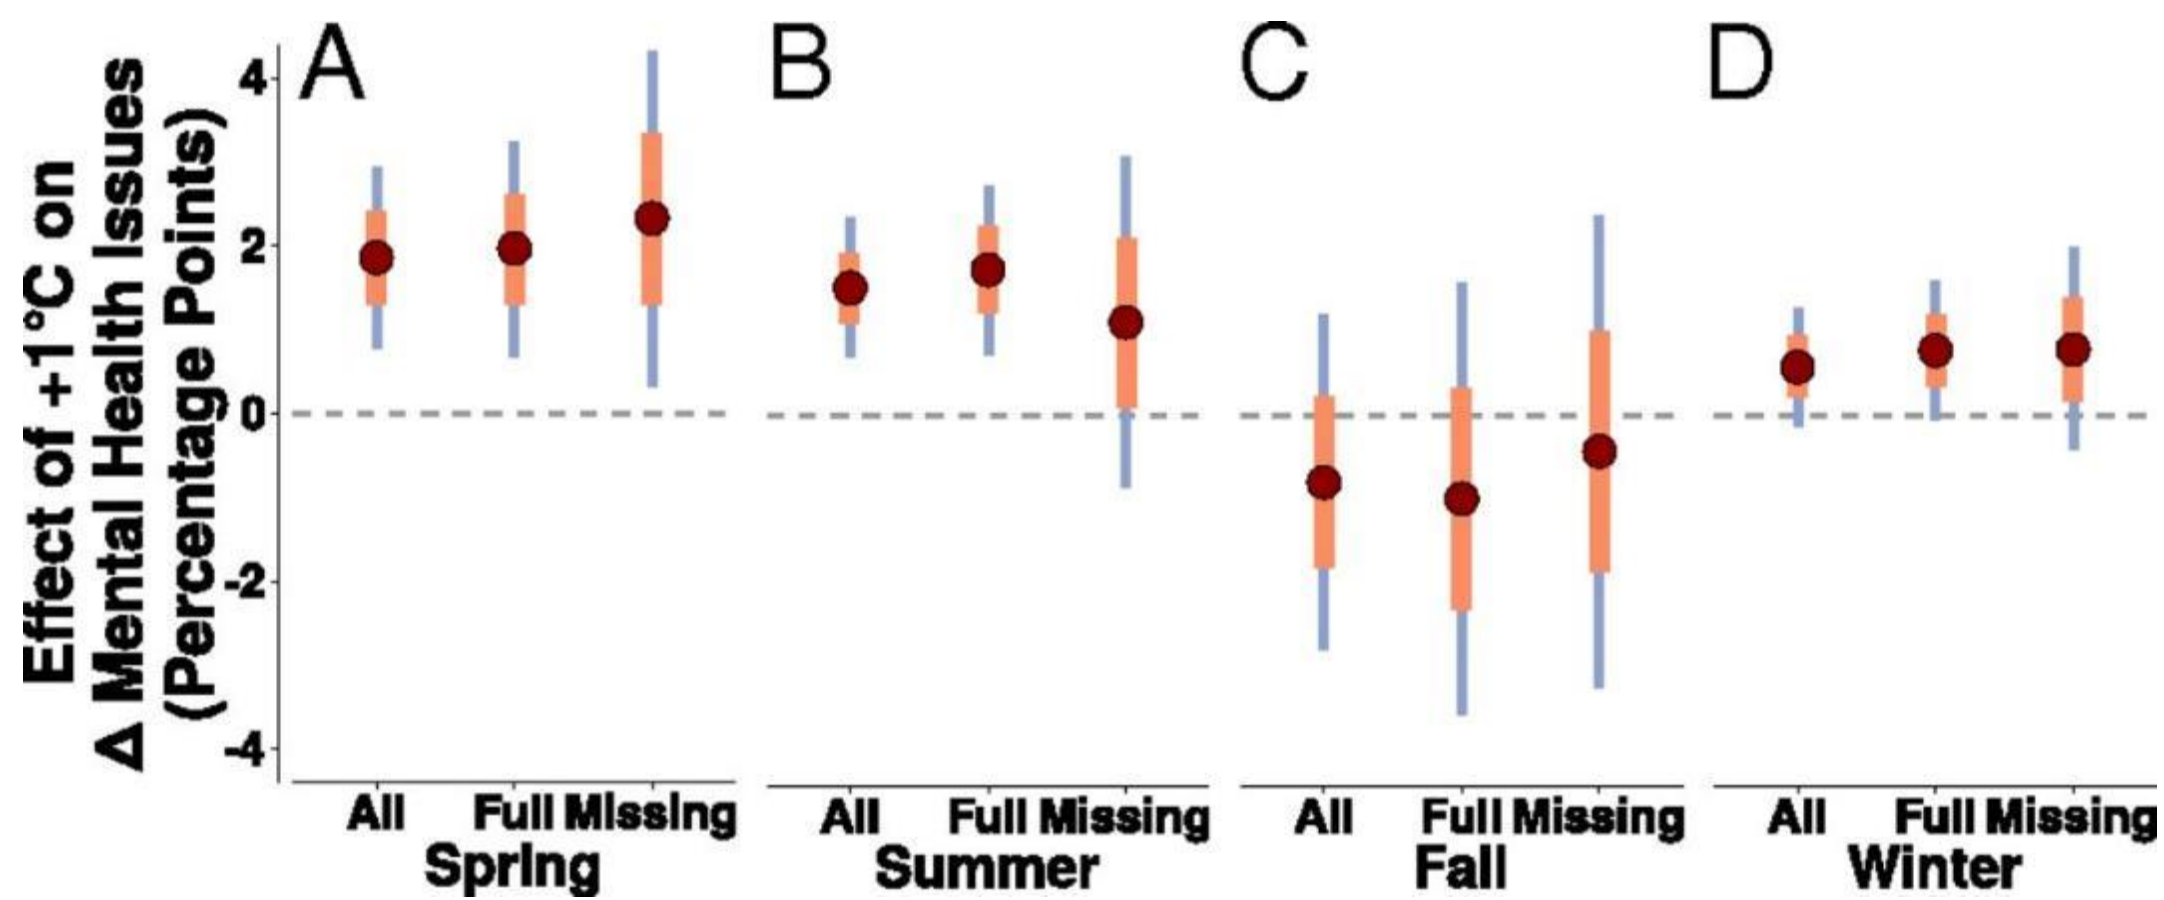 Effect of +1°C on
Δ Mental Health Issues
(Percentage Points)
4
2
0
-2
-4
A
B
C
D
All Full Missing
Spring
All Full Missing
Summer
All Full Missing
Fall
All Full Missing
Winter